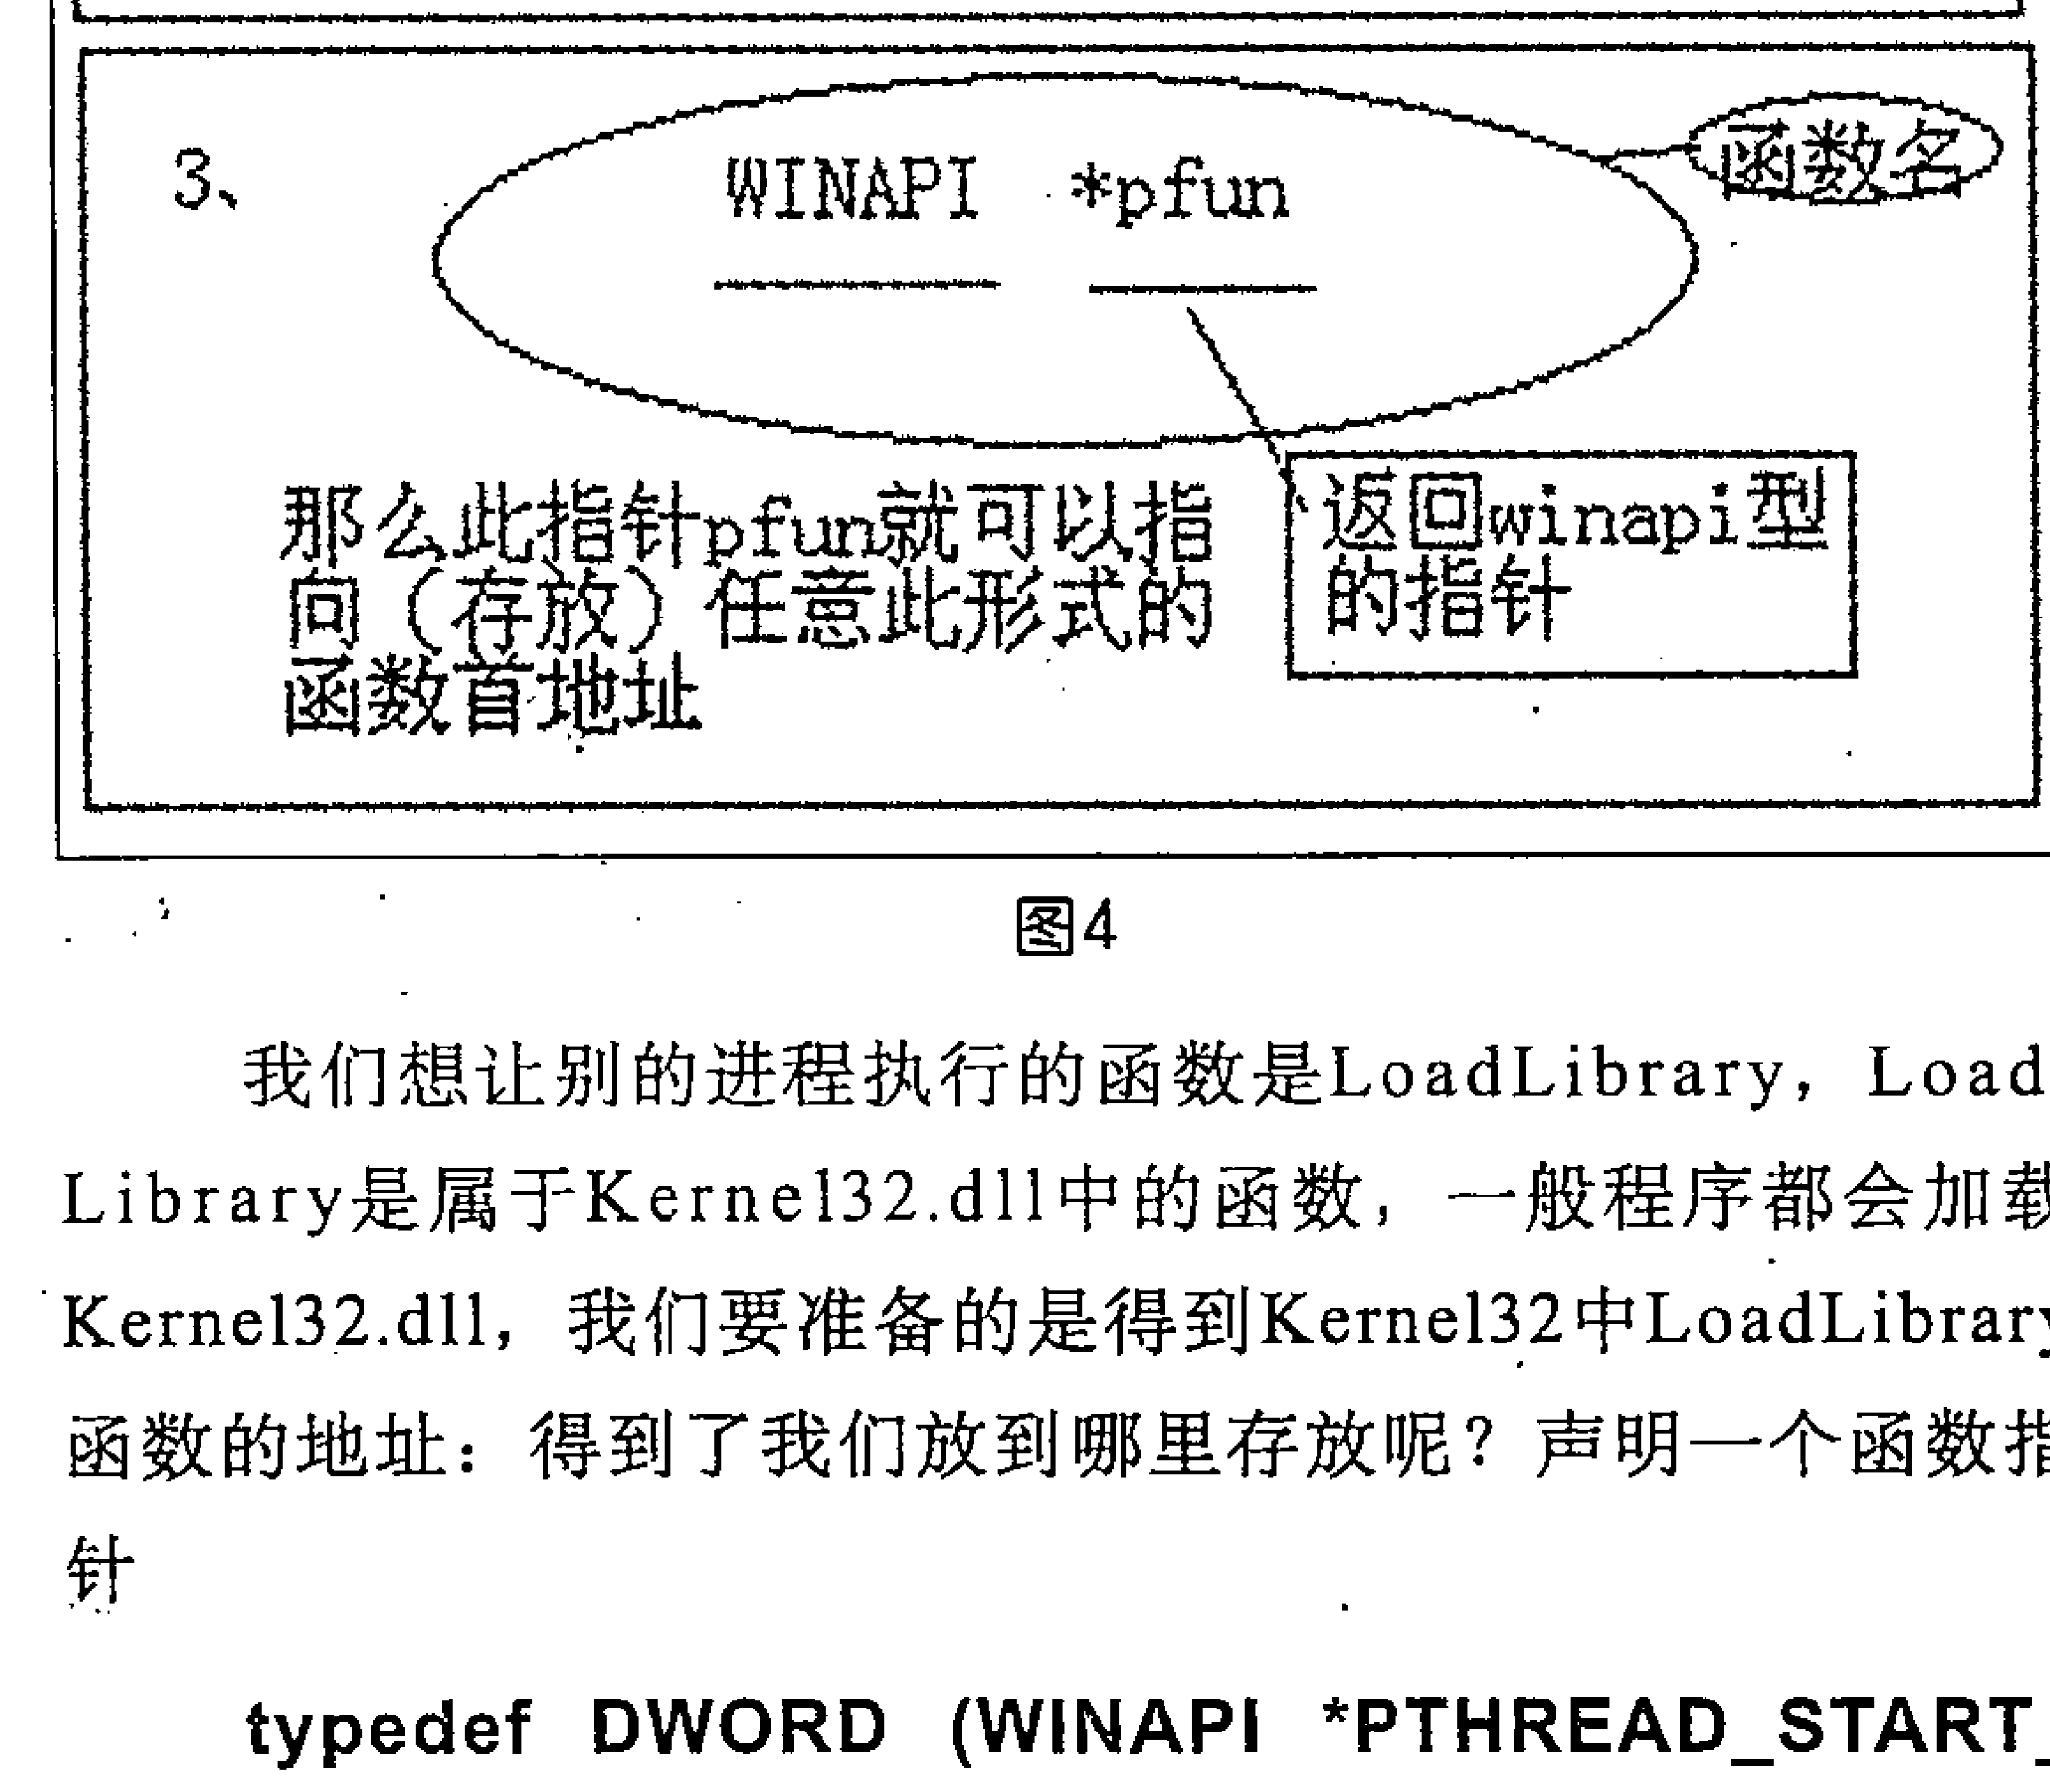 3、
WINAPI *pfun
函数名
那么此指针pfun就可以指
向（存放）任意此形式的
函数首地址
返回winapi型
的指针
图4
我们想让别的进程执行的函数是LoadLibrary，Load
Library是属于Kernel32.dll中的函数，一般程序都会加载
Kernel32.dll，我们要准备的是得到Kernel32中LoadLibrary
函数的地址：得到了我们放到哪里存放呢？声明一个函数指
针
typedef DWORD (WINAPI *PTHREAD_START_